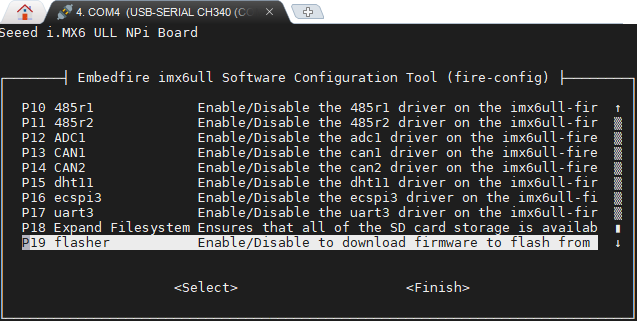 4. COM4 (USB-SERIAL CH340 (CO
Seeed i.MX6 ULL NPi Board
Embedfire imx6ull Software Configuration Tool (fire-config)
P10 485r1 Enable/Disable the 485r1 driver on the imx6ull-fir
P11 485r2 Enable/Disable the 485r2 driver on the imx6ull-fir
P12 ADC1 Enable/Disable the adc1 driver on the imx6ull-fire
P13 CAN1 Enable/Disable the can1 driver on the imx6ull-fire
P14 CAN2 Enable/Disable the can2 driver on the imx6ull-fire
P15 dht11 Enable/Disable the dht11 driver on the imx6ull-fir
P16 ecspi3 Enable/Disable the ecspi3 driver on the imx6ull-fi
P17 uart3 Enable/Disable the uart3 driver on the imx6ull-fir
P18 Expand Filesystem Ensures that all of the SD card storage is availab
P19 flasher Enable/Disable to download firmware to flash from
<Select> <Finish>